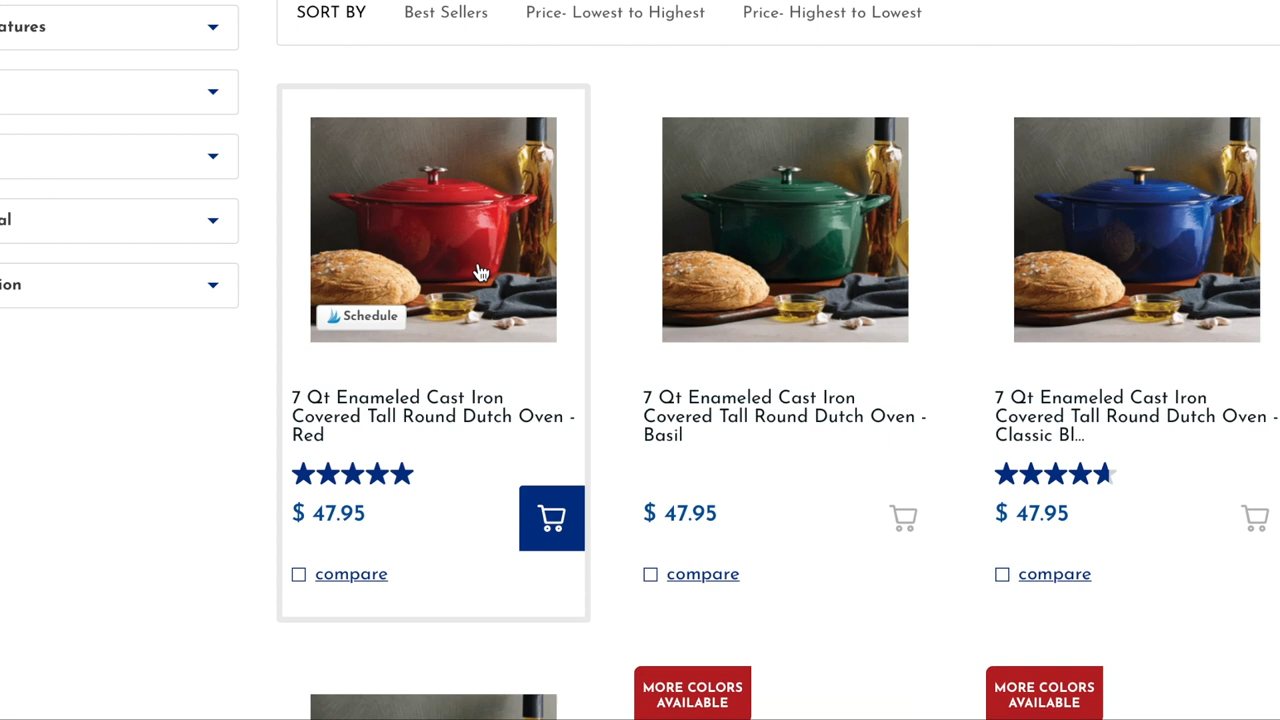 atures
al
ion
SORT BY Best Sellers Price- Lowest to Highest Price- Highest to Lowest
Schedule
7 Qt Enameled Cast Iron
Covered Tall Round Dutch Oven -
Red
$ 47.95
compare
7 Qt Enameled Cast Iron
Covered Tall Round Dutch Oven -
Basil
$ 47.95
compare
7 Qt Enameled Cast Iron
Covered Tall Round Dutch Oven -
Classic Bl...
$ 47.95
compare
MORE COLORS
AVAILABLE
MORE COLORS
AVAILABLE